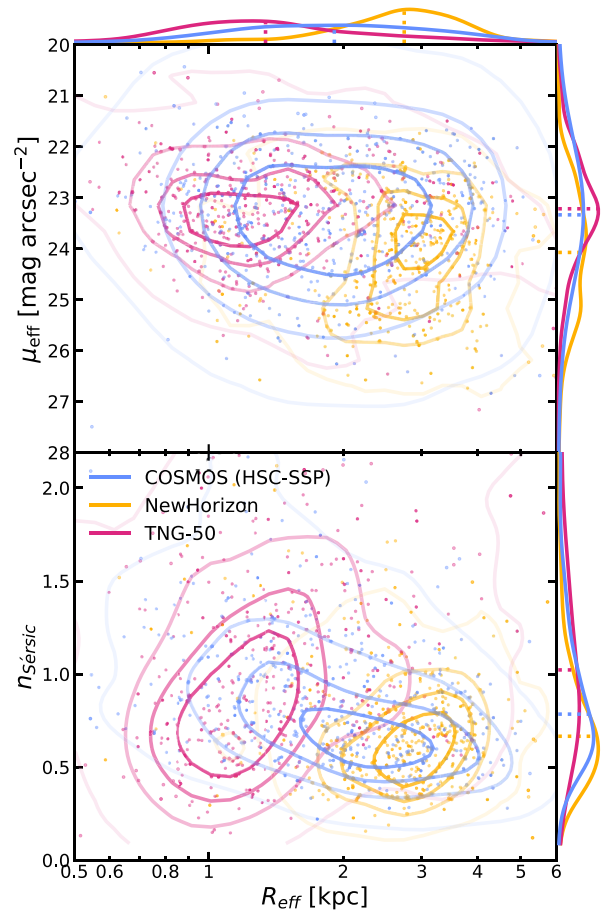 20
21
22
23
24
25
26
27
28
μeff [mag arcsec−2]
COSMOS (HSC-SSP)
NewHorizon
TNG-50
2.0
1.5
1.0
0.5
0.0
nsérsic
0.5 0.6 0.8 1 2 3 4 5 6
Reff [kpc]